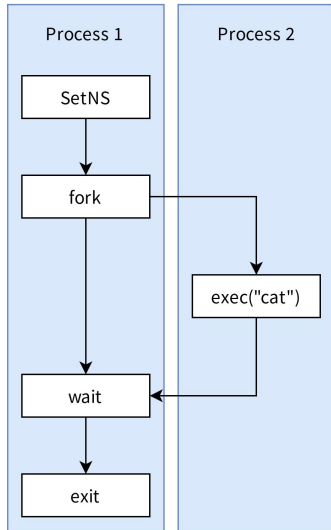 Process 1
Process 2
SetNS
fork
exec("cat")
wait
exit